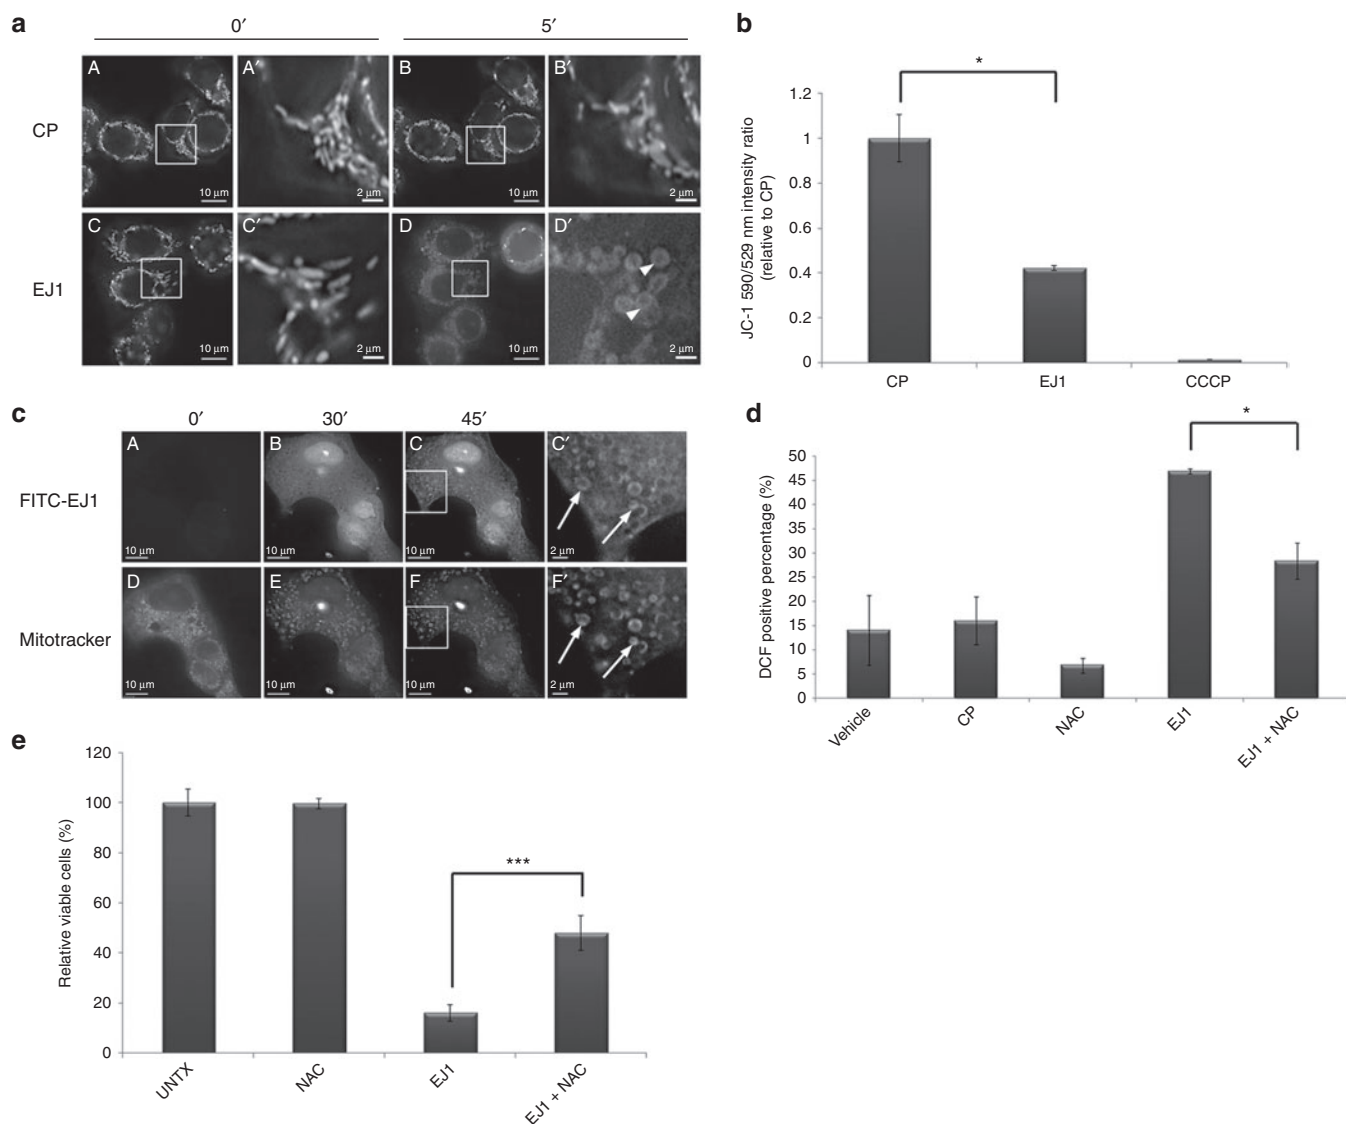 a
0′ 5′
CP
A A′ B B′
10 µm 2 µm 10 µm 2 µm
EJ1
C C′ D D′
10 µm 2 µm 10 µm 2 µm
b
*
JC-1 590/529 nm intensity ratio
(relative to CP)
1.2
1
0.8
0.6
0.4
0.2
0
CP EJ1 CCCP
c
0′ 30′ 45′
FITC-EJ1
A B C C′
10 µm 10 µm 10 µm 2 µm
Mitotracker
D E F F′
10 µm 10 µm 10 µm 2 µm
d
*
DCF positive percentage (%)
50
45
40
35
30
25
20
15
10
5
0
Vehicle CP NAC EJ1 EJ1 + NAC
e
***
Relative viable cells (%)
120
100
80
60
40
20
0
UNTX NAC EJ1 EJ1 + NAC